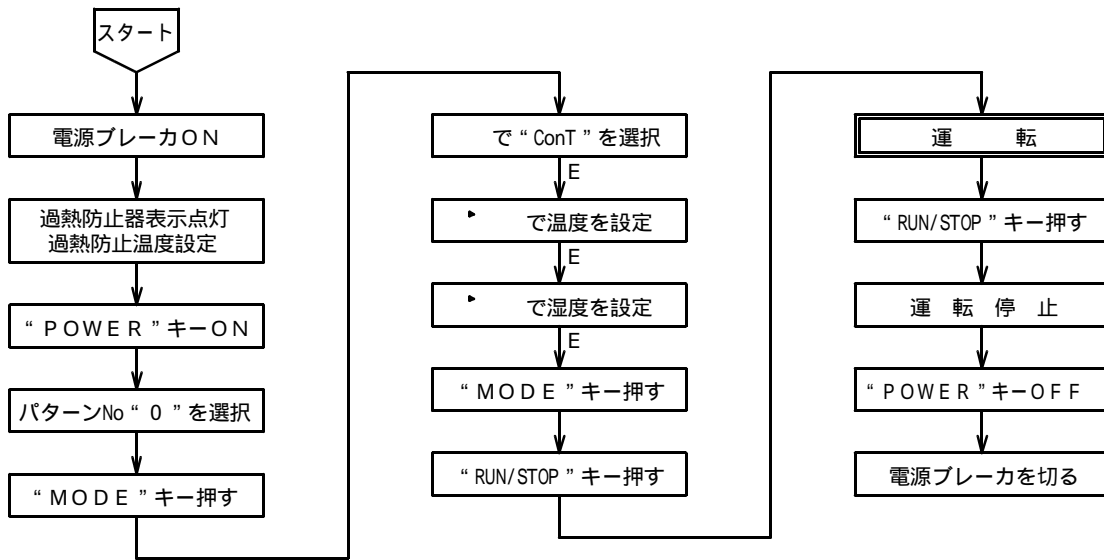 スタート
電源ブレーカON
過熱防止器表示点灯
過熱防止温度設定
“POWER”キーON
パターンNo“0”を選択
“MODE”キー押す
で“ConT”を選択
E
で温度を設定
E
で湿度を設定
E
“MODE”キー押す
“RUN/STOP”キー押す
運 転
“RUN/STOP”キー押す
運 転 停 止
“POWER”キーOFF
電源ブレーカを切る